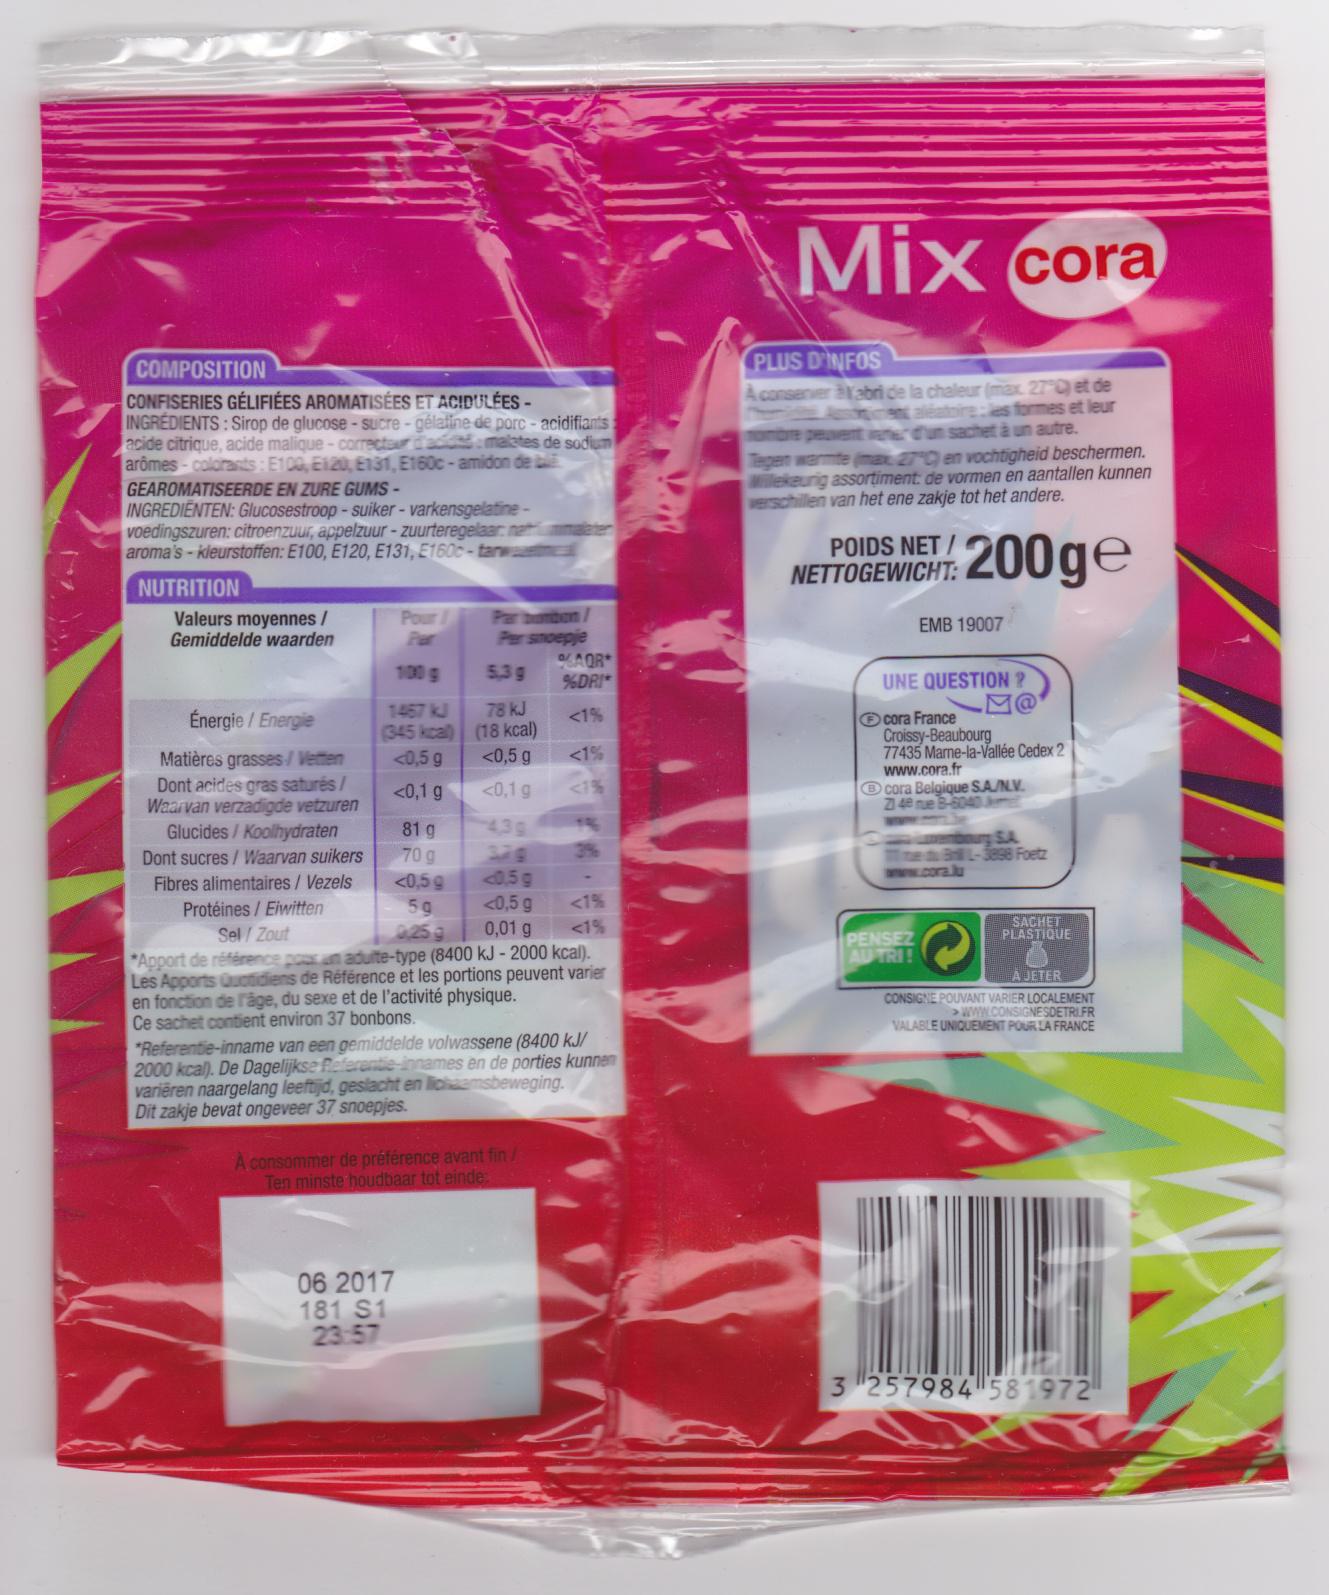 Mix cora
COMPOSITION
CONFISERIES GÉLIFIÉES AROMATISÉES ET ACIDULÉES -
INGRÉDIENTS : Sirop de glucose - sucre - gélatine de porc - acidifiants :
acide citrique, acide malique - correcteur d'acidité : malates de sodium
arômes - colorants : E100, E120, E131, E160c - amidon de blé.
GEAROMATISEERDE EN ZURE GUMS -
INGREDIËNTEN: Glucosestroop - suiker - varkensgelatine -
voedingszuren: citroenzuur, appelzuur - zuurteregelaar:
aroma's - kleurstoffen: E100, E120, E131, E160c -
NUTRITION
Valeurs moyennes / Gemiddelde waarden
Pour / Per 100 g
Par bonbon / Per snoepje 5,3 g
%AQR* %DRI*
Énergie / Energie 1467 kJ (345 kcal) 78 kJ (18 kcal) <1%
Matières grasses / Vetten <0,5 g <0,5 g <1%
Dont acides gras saturés / Waarvan verzadigde vetzuren <0,1 g <0,1 g <1%
Glucides / Koolhydraten 81 g 4,3 g 1%
Dont sucres / Waarvan suikers 70 g 3,7 g 3%
Fibres alimentaires / Vezels <0,5 g <0,5 g -
Protéines / Eiwitten 5 g <0,5 g <1%
Sel / Zout 0,25 g 0,01 g <1%
*Apport de référence pour un adulte-type (8400 kJ - 2000 kcal).
Les Apports Quotidiens de Référence et les portions peuvent varier
en fonction de l'âge, du sexe et de l'activité physique.
Ce sachet contient environ 37 bonbons.
*Referentie-inname van een gemiddelde volwassene (8400 kJ/
2000 kcal). De Dagelijkse Referentie-innames en de porties kunnen
variëren naargelang leeftijd, geslacht en lichaamsbeweging.
Dit zakje bevat ongeveer 37 snoepjes.
À consommer de préférence avant fin /
Ten minste houdbaar tot einde:
06 2017
181 S1
23:57
PLUS D'INFOS
À conserver à l'abri de la chaleur (max. 27°C) et de
l'humidité. Assortiment aléatoire : les formes et leur
nombre peuvent varier d'un sachet à un autre.
Tegen warmte (max. 27°C) en vochtigheid beschermen.
Willekeurig assortiment: de vormen en aantallen kunnen
verschillen van het ene zakje tot het andere.
POIDS NET /
NETTOGEWICHT: 200g℮
EMB 19007
UNE QUESTION ?
@
F cora France
Croissy-Beaubourg
77435 Marne-la-Vallée Cedex 2
www.cora.fr
B cora Belgique S.A./N.V.
ZI 4e rue B-6040 Jumet
www.cora.be
cora Luxembourg S.A.
11 rue du Brill L- 3898 Foetz
www.cora.lu
PENSEZ
AU TRI !
SACHET
PLASTIQUE
À JETER
CONSIGNE POUVANT VARIER LOCALEMENT
> WWW.CONSIGNESDETRI.FR
VALABLE UNIQUEMENT POUR LA FRANCE
3 257984 581972